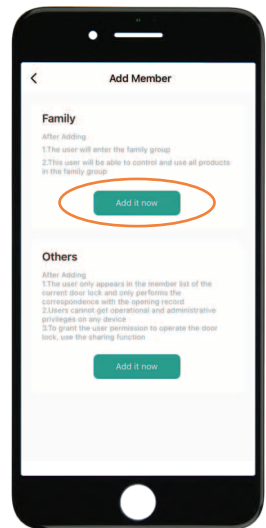 Add Member
Family
After Adding
1.The user will enter the family group
2.This user will be able to control and use all products
in the family group
Add it now
Others
After Adding
1.The user only appears in the member list of the
current door lock and only performs the
correspondence with the opening record
2.Users cannot get operational and administrative
privileges on any device
3.To grant the user permission to operate the door
lock, use the sharing function
Add it now